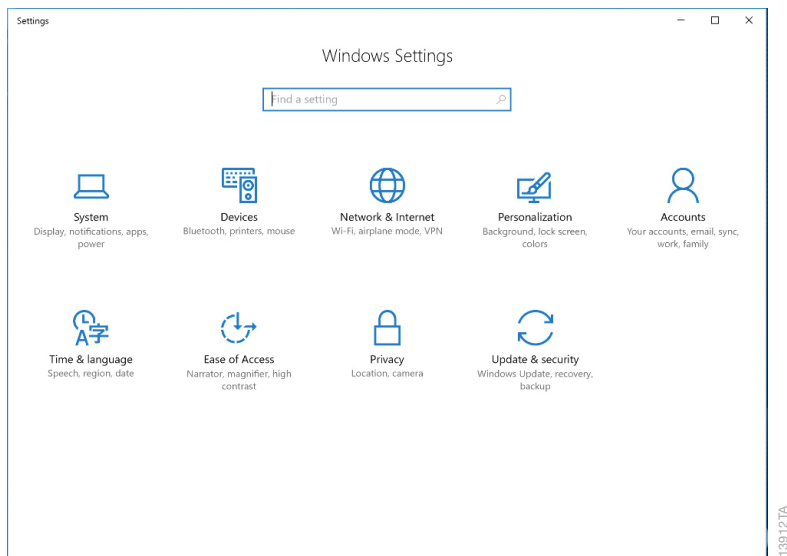 Settings
Windows Settings
Find a setting
System
Display, notifications, apps,
power
Devices
Bluetooth, printers, mouse
Network & Internet
Wi-Fi, airplane mode, VPN
Personalization
Background, lock screen,
colors
Accounts
Your accounts, email, sync,
work, family
A字
Time & language
Speech, region, date
Ease of Access
Narrator, magnifier, high
contrast
Privacy
Location, camera
Update & security
Windows Update, recovery,
backup
13912TA